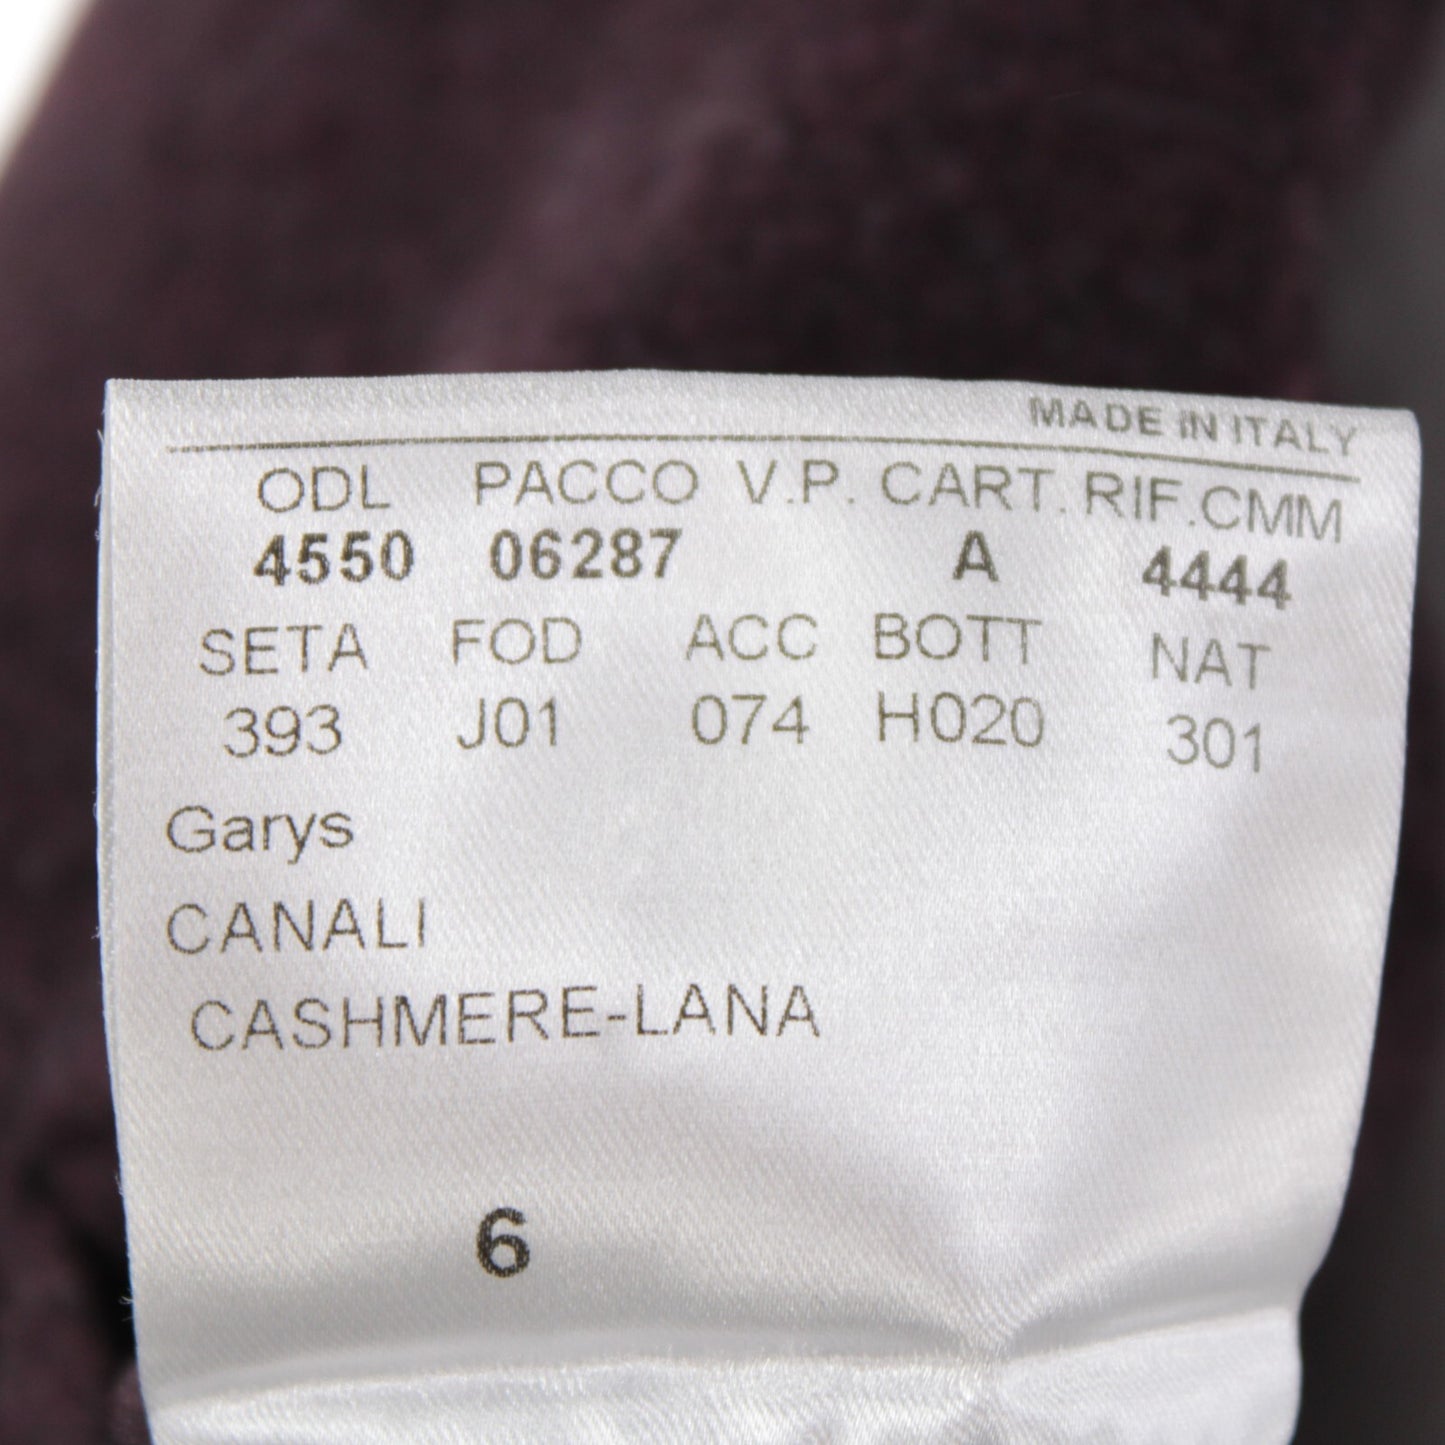 MADE IN ITALY
ODL PACCO V.P. CART. RIF.CMM
4550 06287 A 4444
SETA FOD ACC BOTT NAT
393 J01 074 H020 301
Garys
CANALI
CASHMERE-LANA
6